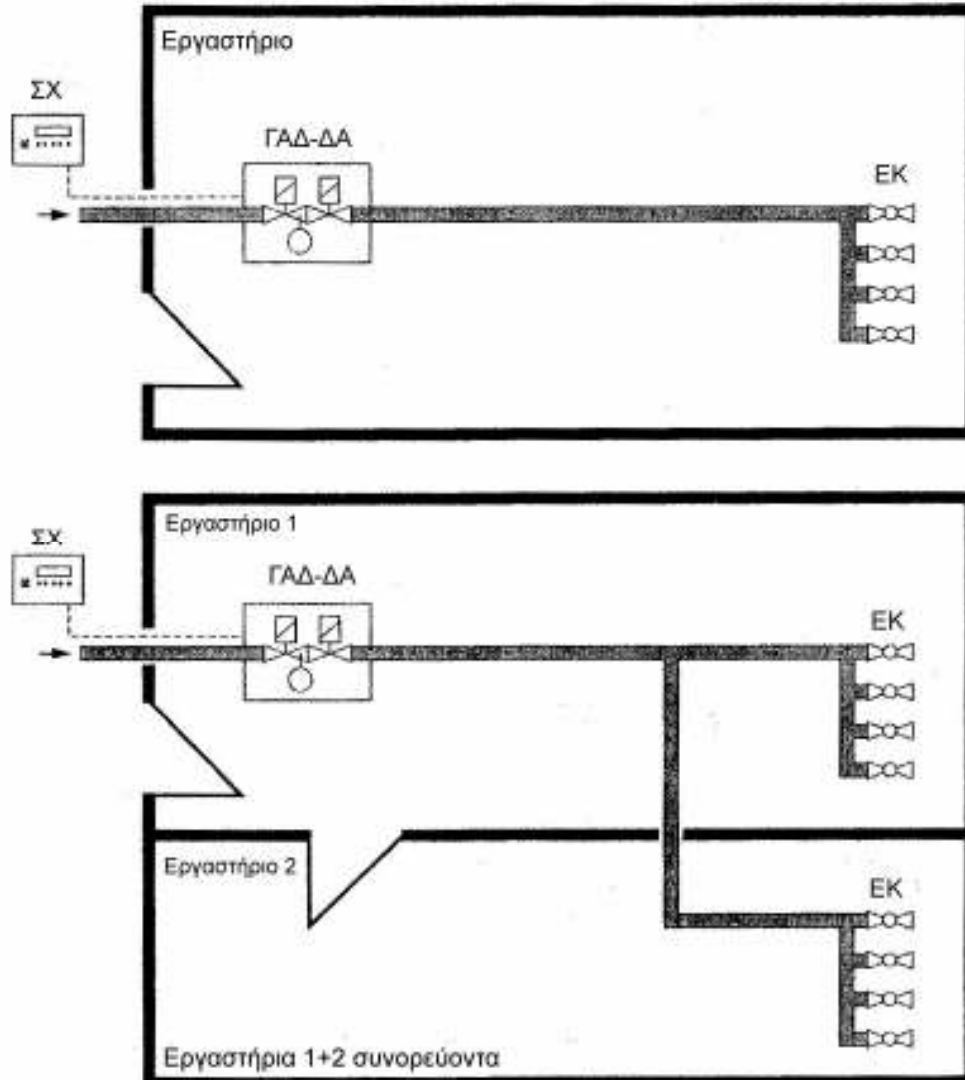 Εργαστήριο
ΣΧ
ΓΑΔ-ΔΑ
ΕΚ
Εργαστήριο 1
ΣΧ
ΓΑΔ-ΔΑ
ΕΚ
Εργαστήριο 2
ΕΚ
Εργαστήρια 1+2 συνορεύοντα